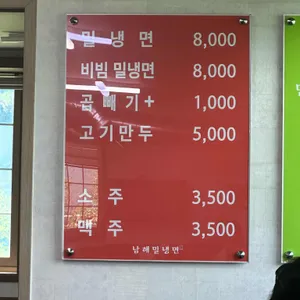 밀냉면 8,000
비빔밀냉면 8,000
곱빼기+ 1,000
고기만두 5,000
소주 3,500
맥주 3,500
남해밀냉면